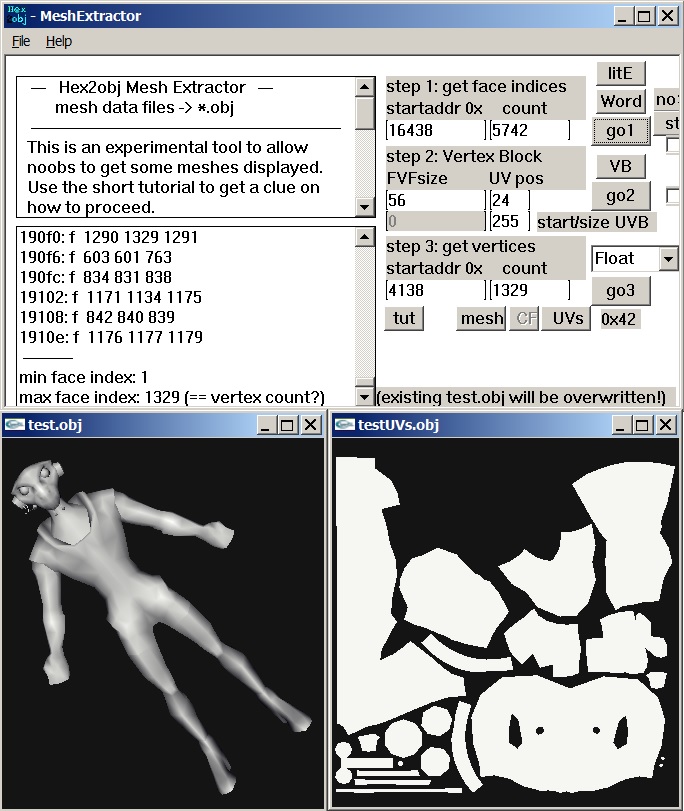 Hex obj - MeshExtractor
File Help
— Hex2obj Mesh Extractor —
mesh data files -> *.obj
This is an experimental tool to allow
noobs to get some meshes displayed.
Use the short tutorial to get a clue on
how to proceed.
190f0: f 1290 1329 1291
190f6: f 603 601 763
190fc: f 834 831 838
19102: f 1171 1134 1175
19108: f 842 840 839
1910e: f 1176 1177 1179
min face index: 1
max face index: 1329 (== vertex count?)
step 1: get face indices
startaddr 0x count
16438 5742
litE
Word
go1
no
st
step 2: Vertex Block
FVFsize UV pos
56 24
0 255 start/size UVB
VB
go2
step 3: get vertices
startaddr 0x count
4138 1329
Float
go3
tut mesh CF UVs 0x42
(existing test.obj will be overwritten!)
test.obj
testUVs.obj